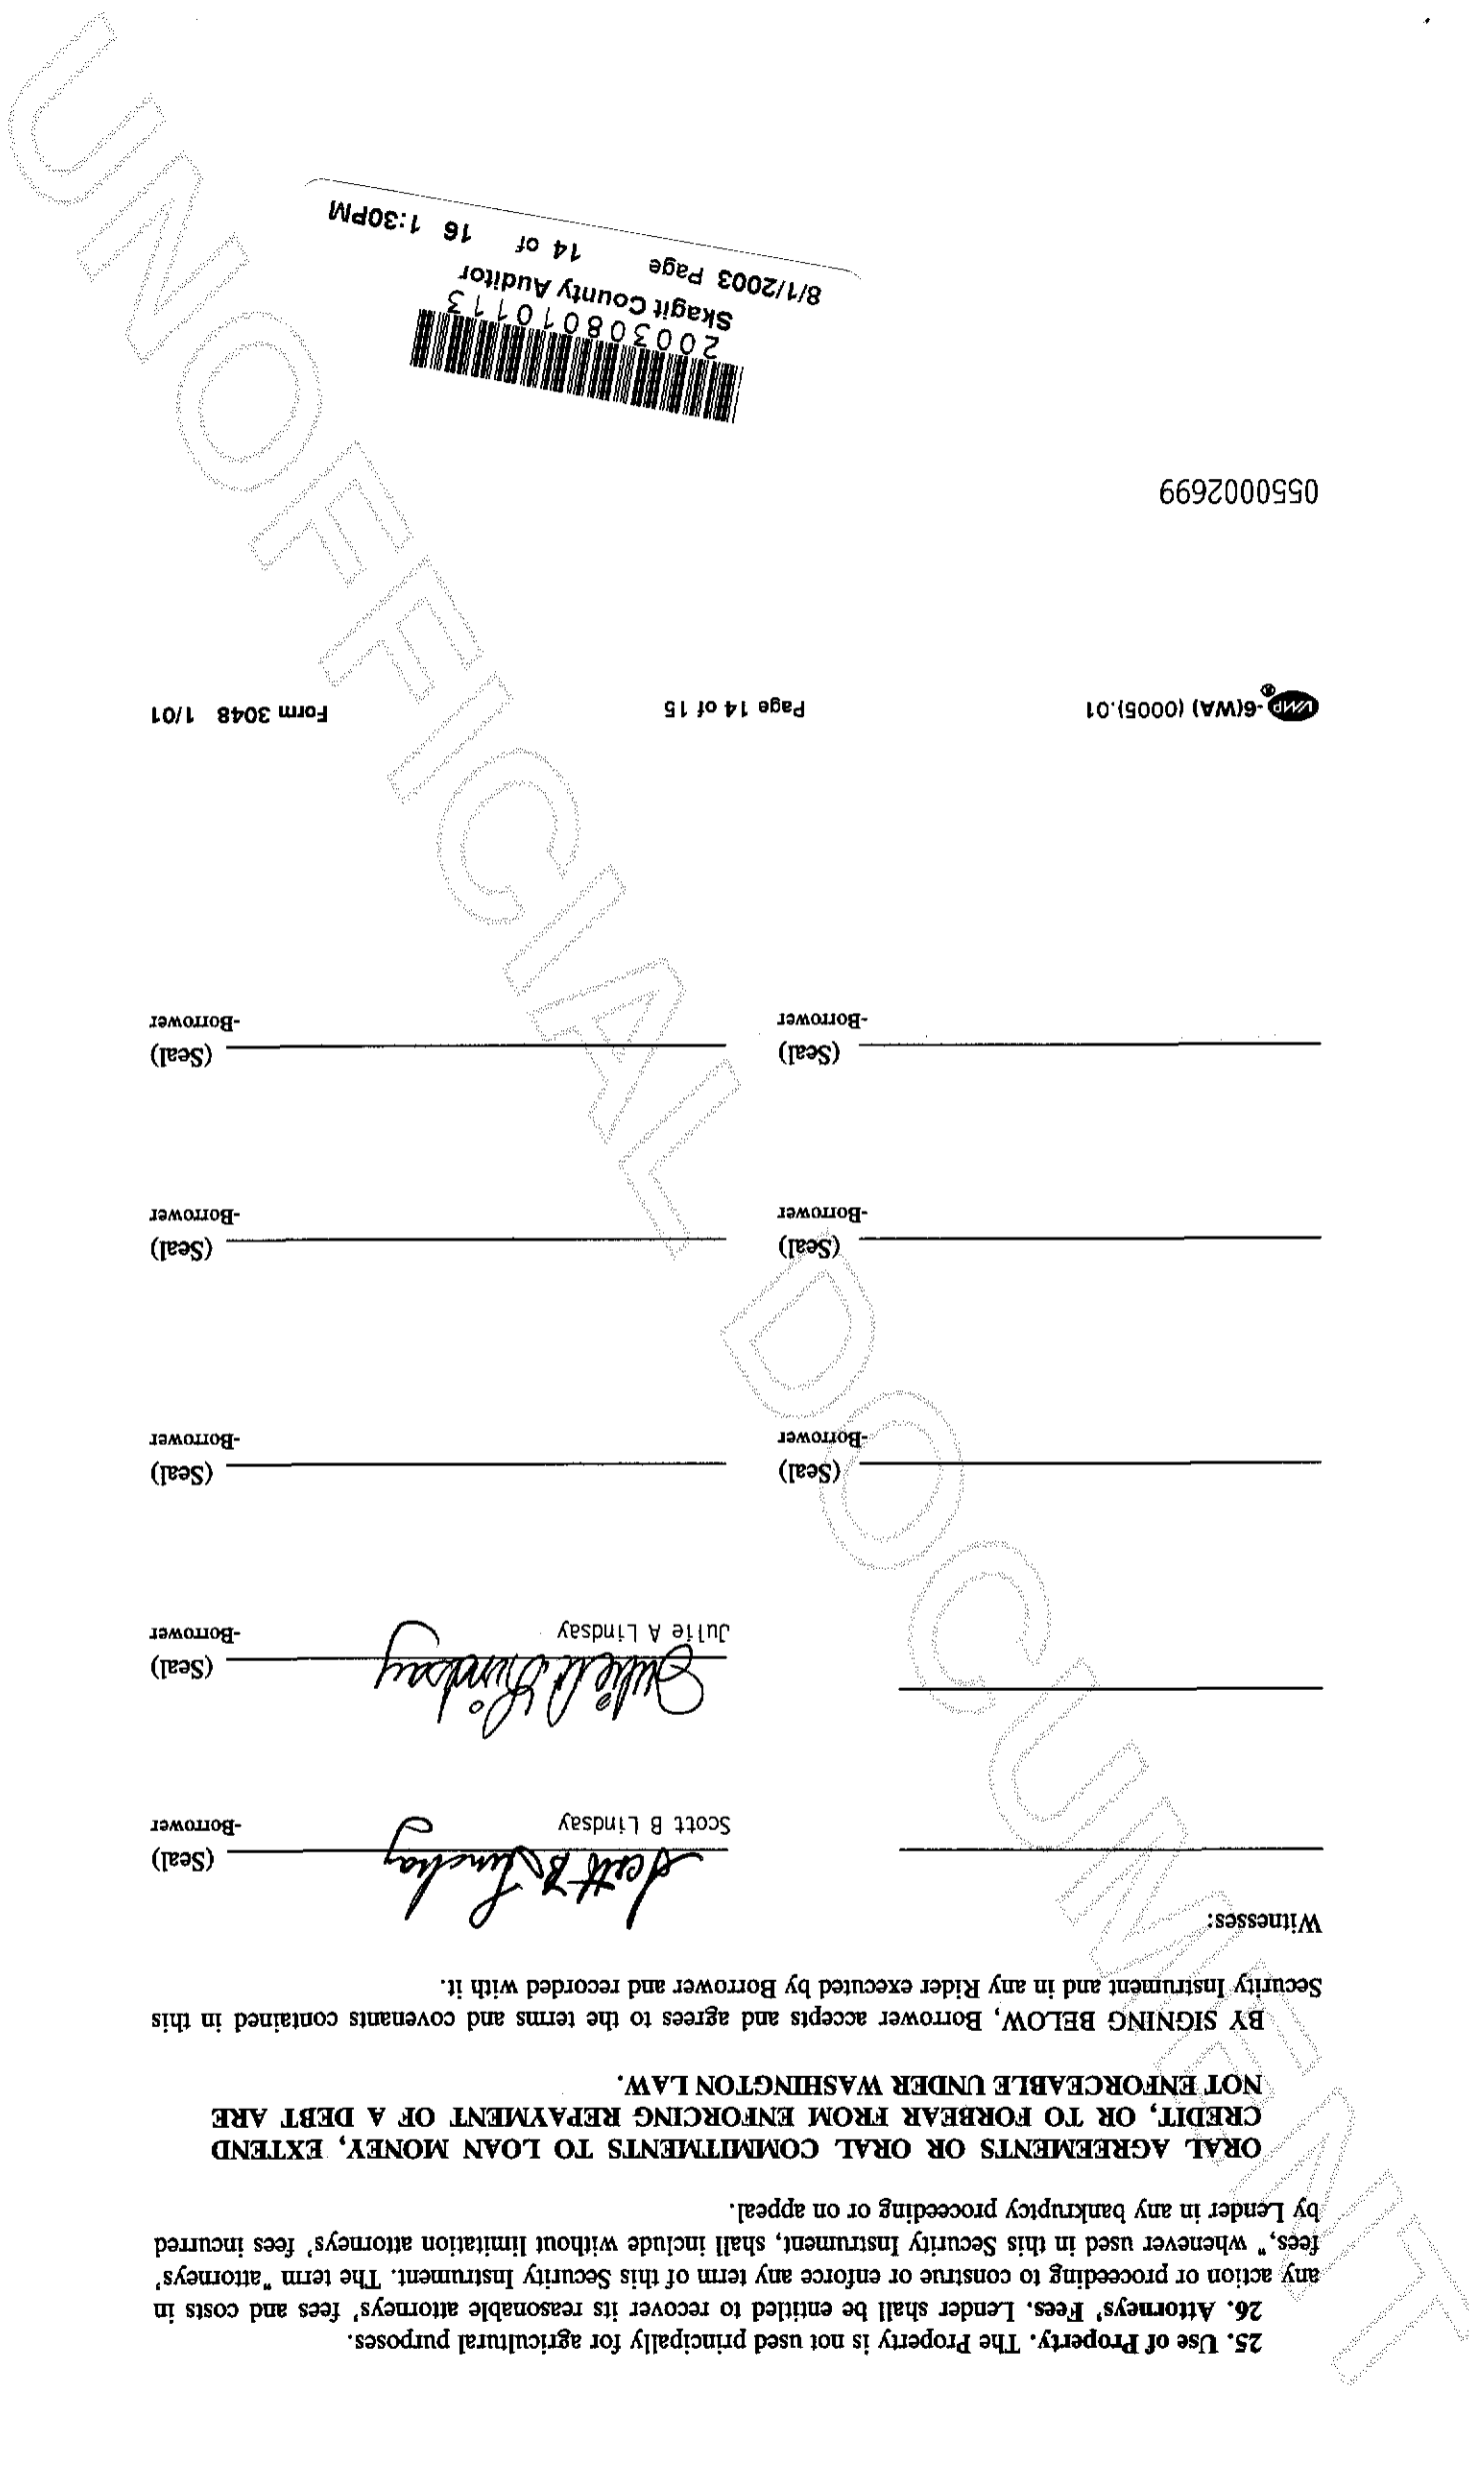 25. Use of Property. The Property is not used principally for agricultural purposes.
26. Attorneys' Fees. Lender shall be entitled to recover its reasonable attorneys' fees and costs in
any action or proceeding to construe or enforce any term of this Security Instrument. The term "attorneys'
fees," whenever used in this Security Instrument, shall include without limitation attorneys' fees incurred
by Lender in any bankruptcy proceeding or on appeal.
ORAL AGREEMENTS OR ORAL COMMITMENTS TO LOAN MONEY, EXTEND
CREDIT, OR TO FORBEAR FROM ENFORCING REPAYMENT OF A DEBT ARE
NOT ENFORCEABLE UNDER WASHINGTON LAW.
BY SIGNING BELOW, Borrower accepts and agrees to the terms and covenants contained in this
Security Instrument and in any Rider executed by Borrower and recorded with it.
Witnesses:
Scott B Lindsay (Seal)
Scott B Lindsay -Borrower
Julie A Lindsay (Seal)
Julie A Lindsay -Borrower
(Seal) (Seal)
-Borrower -Borrower
(Seal) (Seal)
-Borrower -Borrower
(Seal) (Seal)
-Borrower -Borrower
VMP®-6(WA) (0005).01 Page 14 of 15 Form 3048 1/01
0550002699
200308010113
Skagit County Auditor
8/1/2003 Page 14 of 16 1:30PM
UNOFFICIAL DOCUMENT